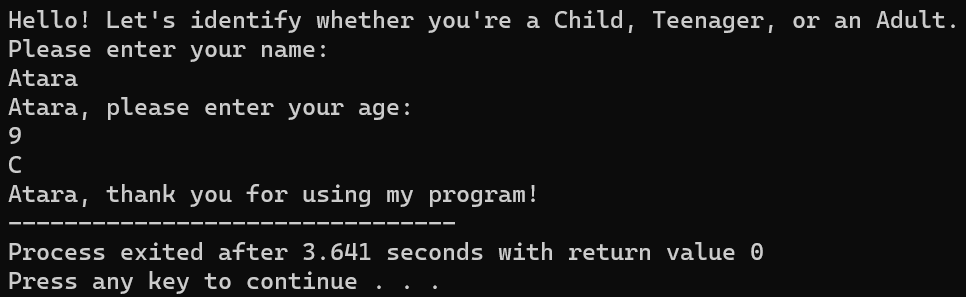 Hello! Let's identify whether you're a Child, Teenager, or an Adult.
Please enter your name:
Atara
Atara, please enter your age:
9
C
Atara, thank you for using my program!
--------------------------------
Process exited after 3.641 seconds with return value 0
Press any key to continue . . .